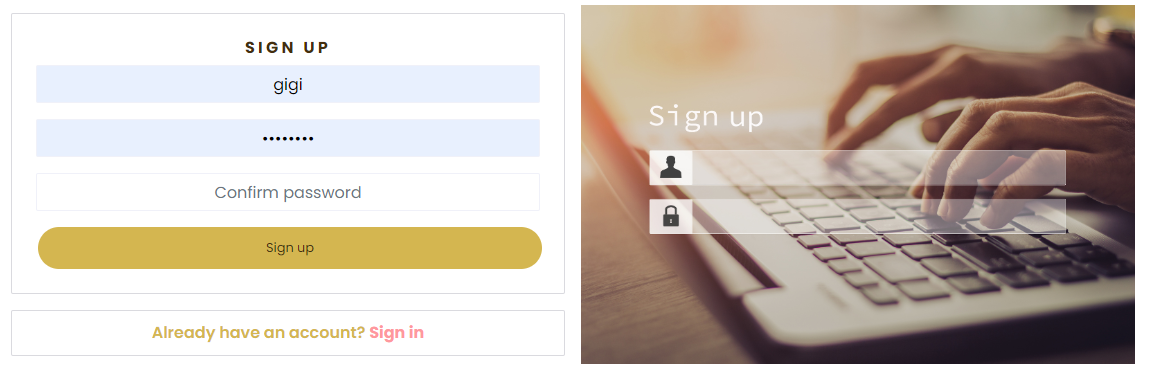 SIGN UP
gigi
••••••••
Confirm password
Sign up
Already have an account? Sign in
Sign up